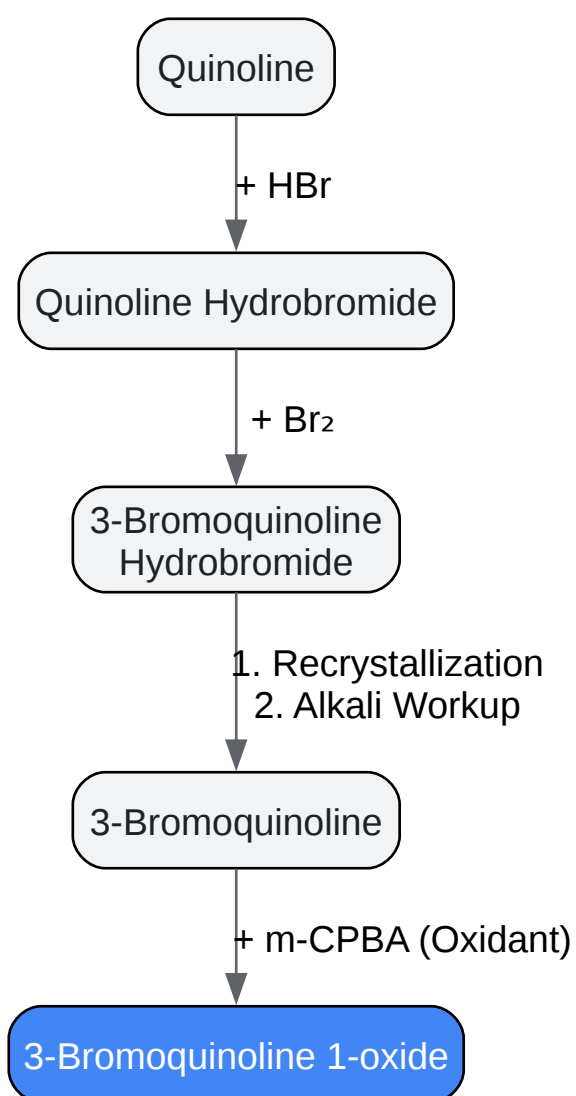 Quinoline
+ HBr
Quinoline Hydrobromide
+ Br₂
3-Bromoquinoline
Hydrobromide
1. Recrystallization
2. Alkali Workup
3-Bromoquinoline
+ m-CPBA (Oxidant)
3-Bromoquinoline 1-oxide